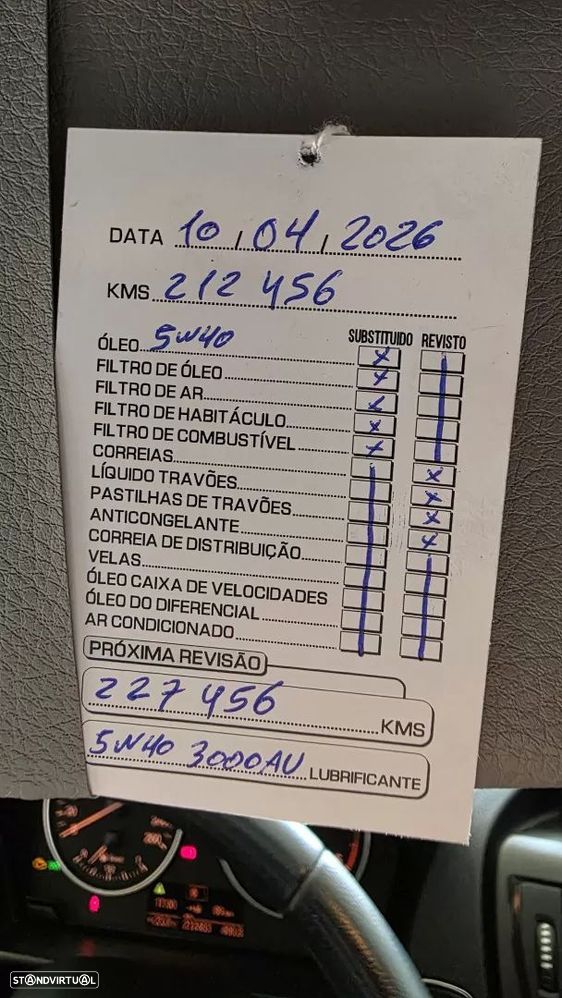 DATA 10 / 04 / 2026
KMS 212 456
SUBSTITUIDO REVISTO
ÓLEO 5W40 x
FILTRO DE ÓLEO x
FILTRO DE AR x
FILTRO DE HABITÁCULO x
FILTRO DE COMBUSTÍVEL x
CORREIAS x
LÍQUIDO TRAVÕES x
PASTILHAS DE TRAVÕES x
ANTICONGELANTE x
CORREIA DE DISTRIBUIÇÃO
VELAS
ÓLEO CAIXA DE VELOCIDADES
ÓLEO DO DIFERENCIAL
AR CONDICIONADO
PRÓXIMA REVISÃO
227 456 KMS
5W40 3000AU LUBRIFICANTE
260
STANDVIRTUAL